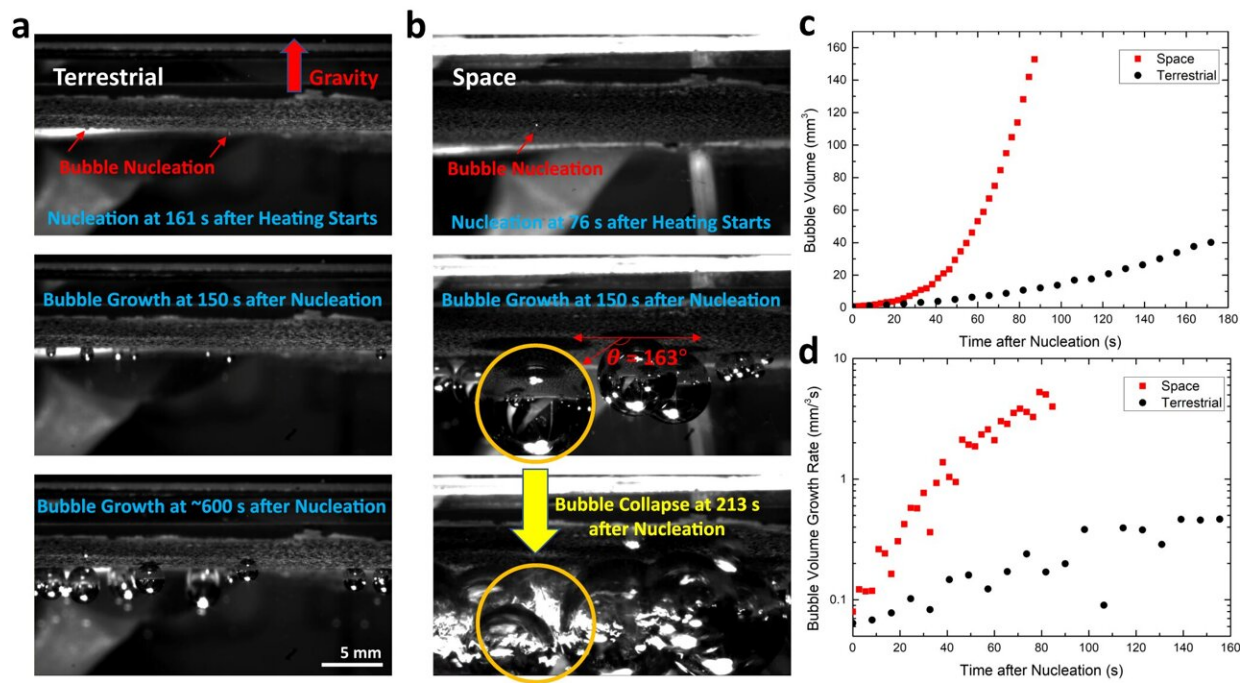 a
Terrestrial
Gravity
Bubble Nucleation
Nucleation at 161 s after Heating Starts
Bubble Growth at 150 s after Nucleation
Bubble Growth at ~600 s after Nucleation
5 mm
b
Space
Bubble Nucleation
Nucleation at 76 s after Heating Starts
Bubble Growth at 150 s after Nucleation
θ = 163°
Bubble Collapse at 213 s
after Nucleation
c
Bubble Volume (mm³)
160
140
120
100
80
60
40
20
0
Space
Terrestrial
0 20 40 60 80 100 120 140 160 180
Time after Nucleation (s)
d
Bubble Volume Growth Rate (mm/³s)
10
1
0.1
Space
Terrestrial
0 20 40 60 80 100 120 140 160
Time after Nucleation (s)